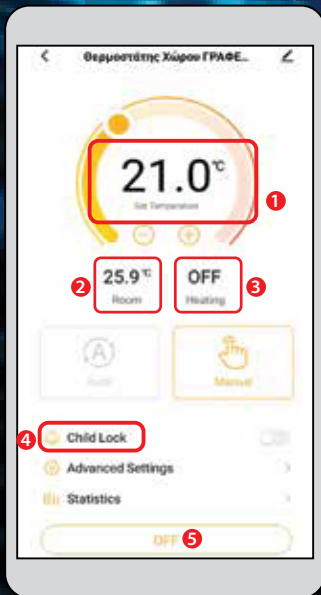 Θερμοστάτης Χώρου ΓΡΑΦΕ...
21.0℃
Set Temperature
1
25.9℃
Room
2
OFF
Heating
3
A
Auto
Manual
4
Child Lock
Advanced Settings
Statistics
OFF
5